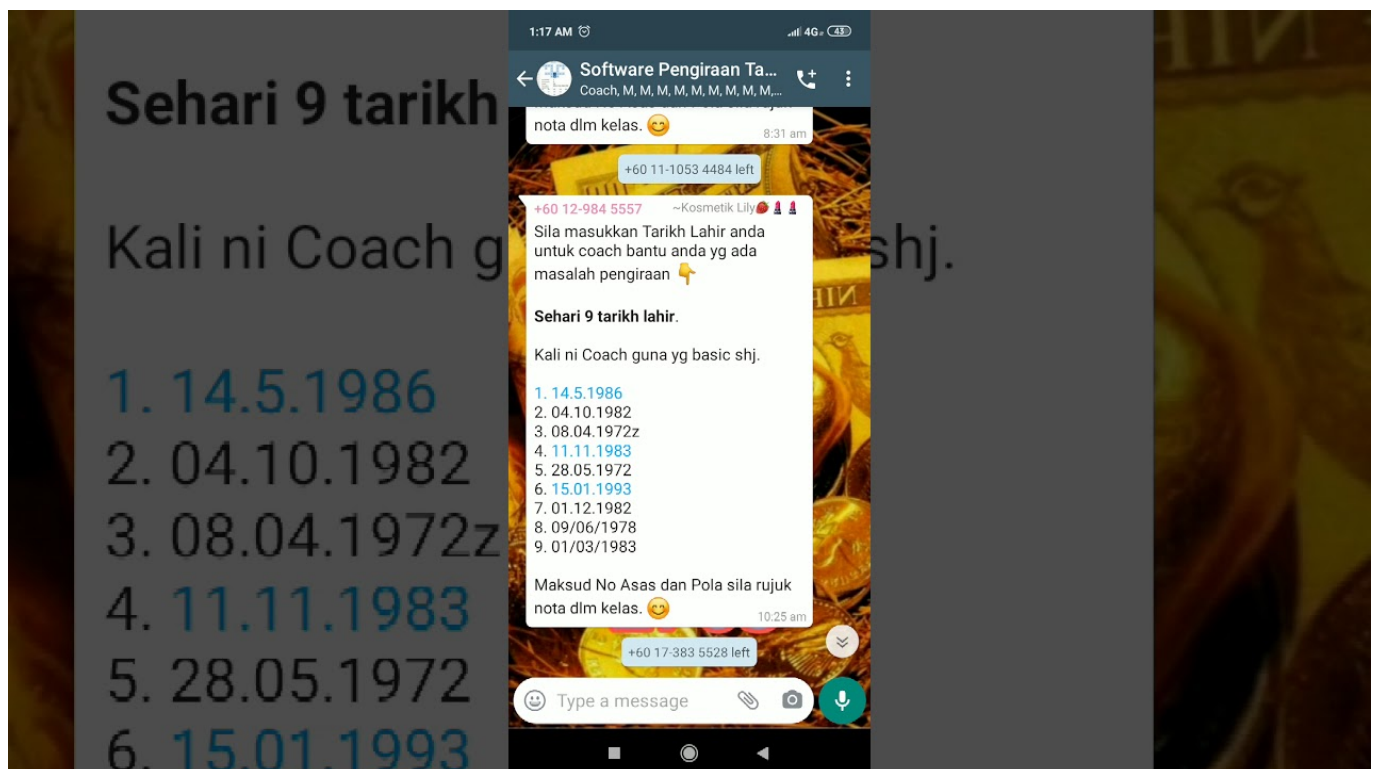 Sehari 9 tarikh
Kali ni Coach g
shj.
1. 14.5.1986
2. 04.10.1982
3. 08.04.1972z
4. 11.11.1983
5. 28.05.1972
6. 15.01.1993
1:17 AM
4G+ 43
Software Pengiraan Ta...
Coach, M, M, M, M, M, M, M, M, M,...
nota dlm kelas. 😊
8:31 am
+60 11-1053 4484 left
+60 12-984 5557 ~Kosmetik Lily🍓💄💄
Sila masukkan Tarikh Lahir anda
untuk coach bantu anda yg ada
masalah pengiraan 👇
Sehari 9 tarikh lahir.
Kali ni Coach guna yg basic shj.
1. 14.5.1986
2. 04.10.1982
3. 08.04.1972z
4. 11.11.1983
5. 28.05.1972
6. 15.01.1993
7. 01.12.1982
8. 09/06/1978
9. 01/03/1983
Maksud No Asas dan Pola sila rujuk
nota dlm kelas. 😊
10:25 am
+60 17-383 5528 left
Type a message